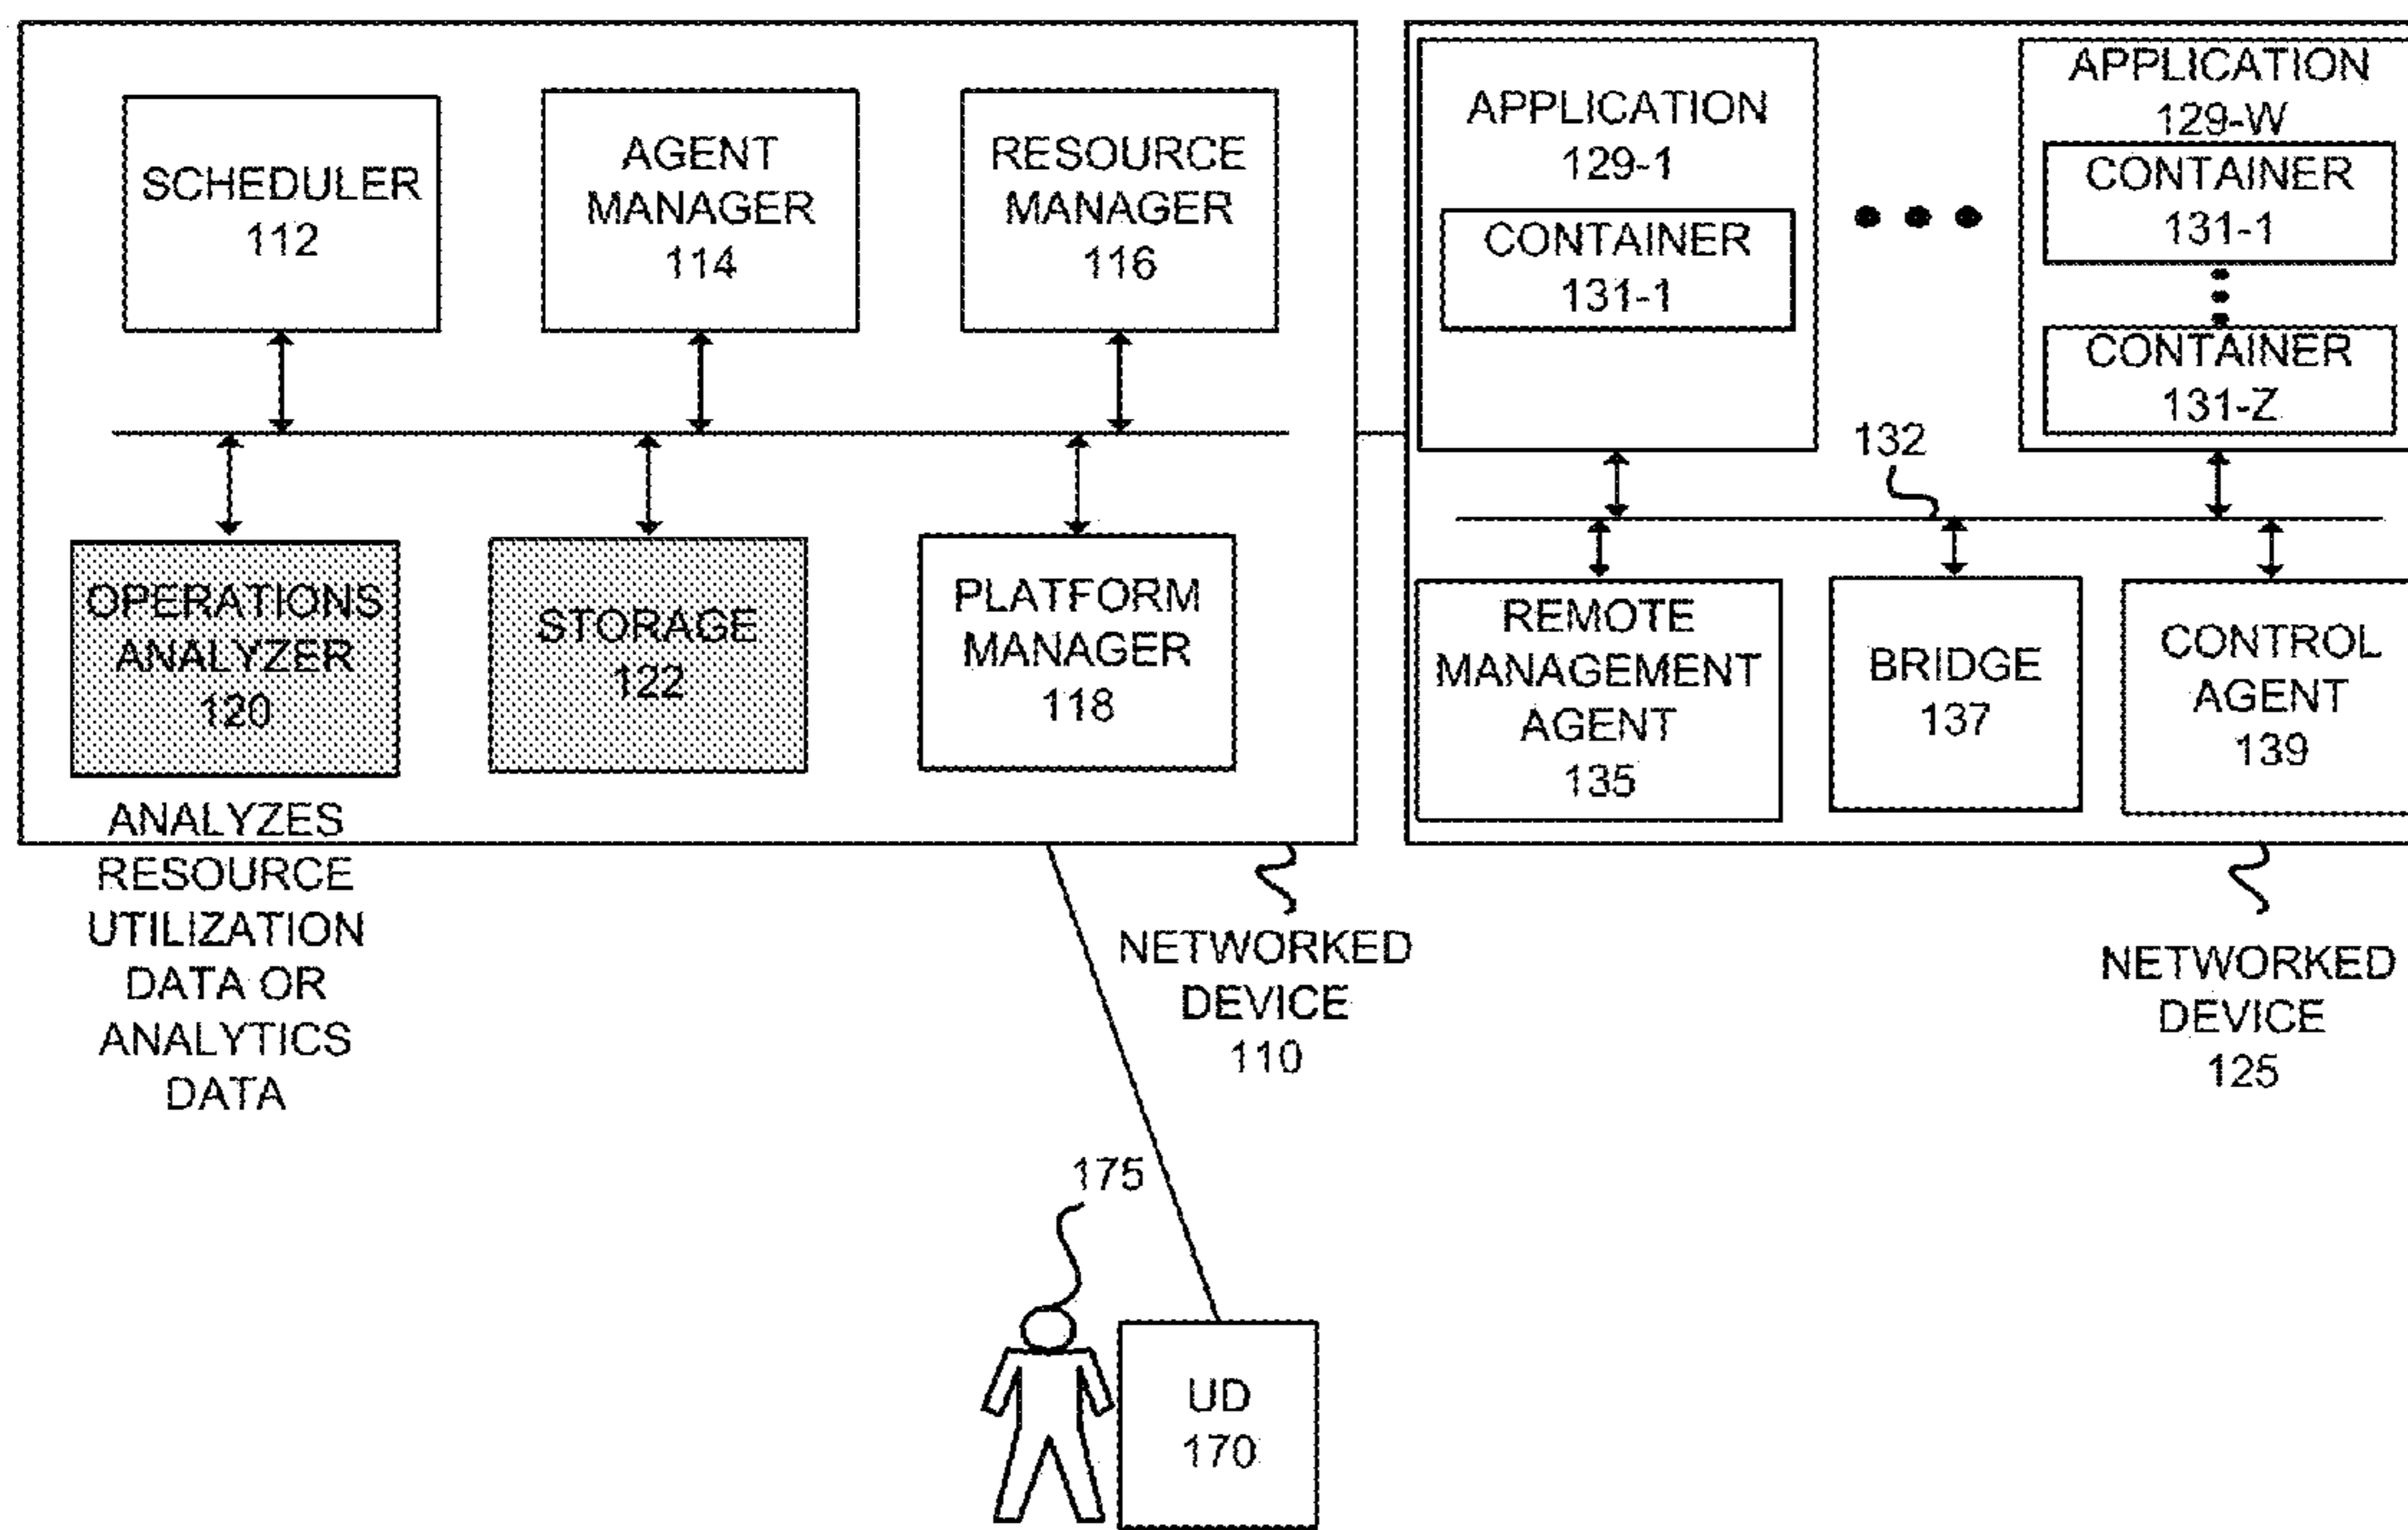 SCHEDULER
112
AGENT
MANAGER
114
RESOURCE
MANAGER
116
OPERATIONS
ANALYZER
120
STORAGE
122
PLATFORM
MANAGER
118
ANALYZES
RESOURCE
UTILIZATION
DATA OR
ANALYTICS
DATA
NETWORKED
DEVICE
110
APPLICATION
129-1
CONTAINER
131-1
APPLICATION
129-W
CONTAINER
131-1
CONTAINER
131-Z
132
REMOTE
MANAGEMENT
AGENT
135
BRIDGE
137
CONTROL
AGENT
139
NETWORKED
DEVICE
125
175
UD
170